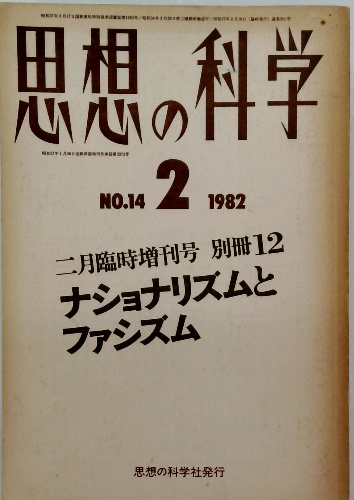 思想の科学
NO.14 2 1982
二月臨時増刊号 別冊12
ナショナリズムと
ファシズム
思想の科学社発行